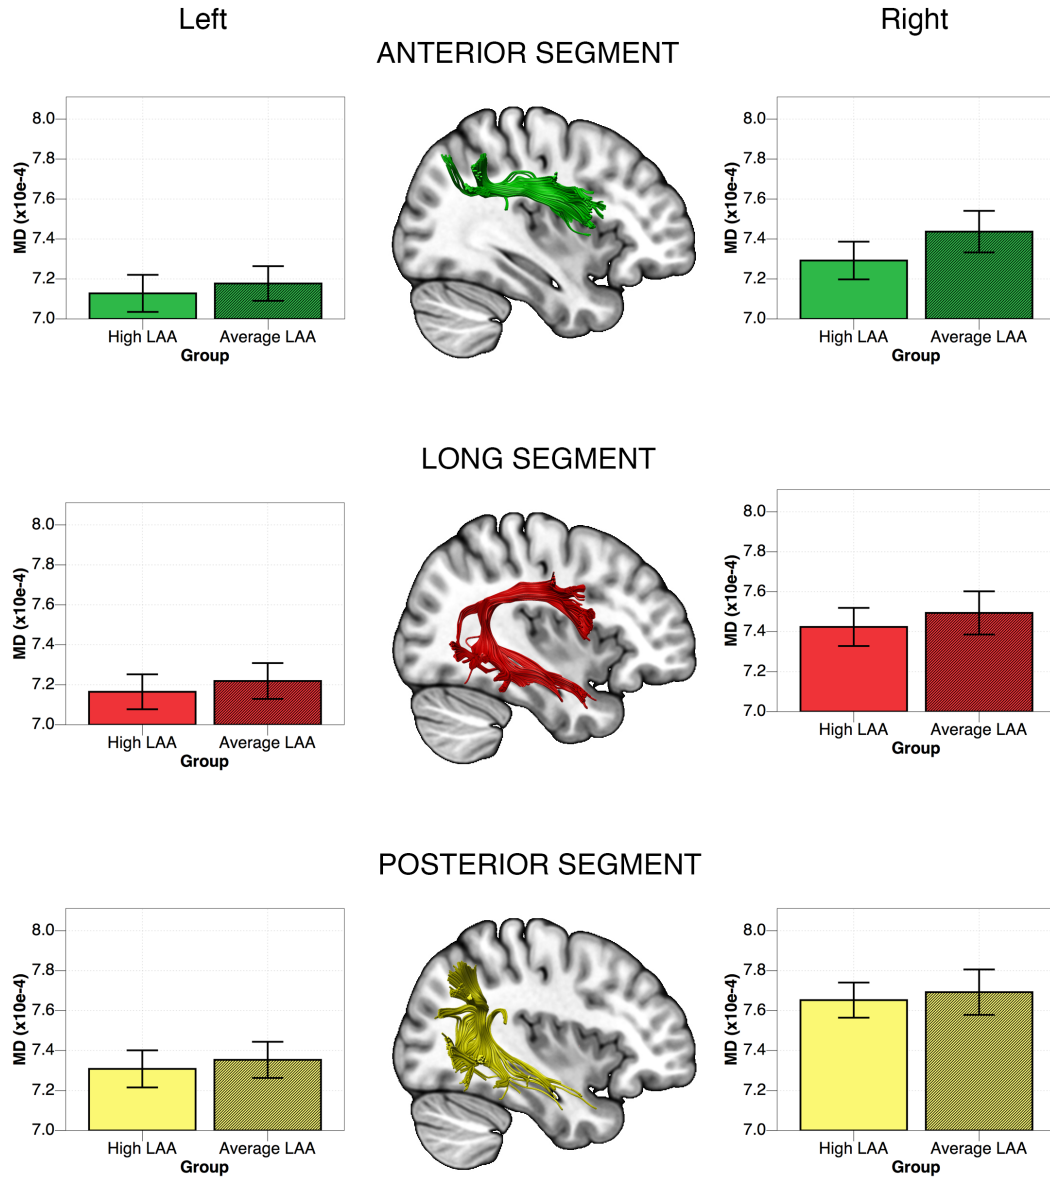 Left
Right
ANTERIOR SEGMENT
MD (x10e-4)
8.0
7.8
7.6
7.4
7.2
7.0
High LAA
Average LAA
Group
MD (x10e-4)
8.0
7.8
7.6
7.4
7.2
7.0
High LAA
Average LAA
Group
LONG SEGMENT
MD (x10e-4)
8.0
7.8
7.6
7.4
7.2
7.0
High LAA
Average LAA
Group
MD (x10e-4)
8.0
7.8
7.6
7.4
7.2
7.0
High LAA
Average LAA
Group
POSTERIOR SEGMENT
MD (x10e-4)
8.0
7.8
7.6
7.4
7.2
7.0
High LAA
Average LAA
Group
MD (x10e-4)
8.0
7.8
7.6
7.4
7.2
7.0
High LAA
Average LAA
Group